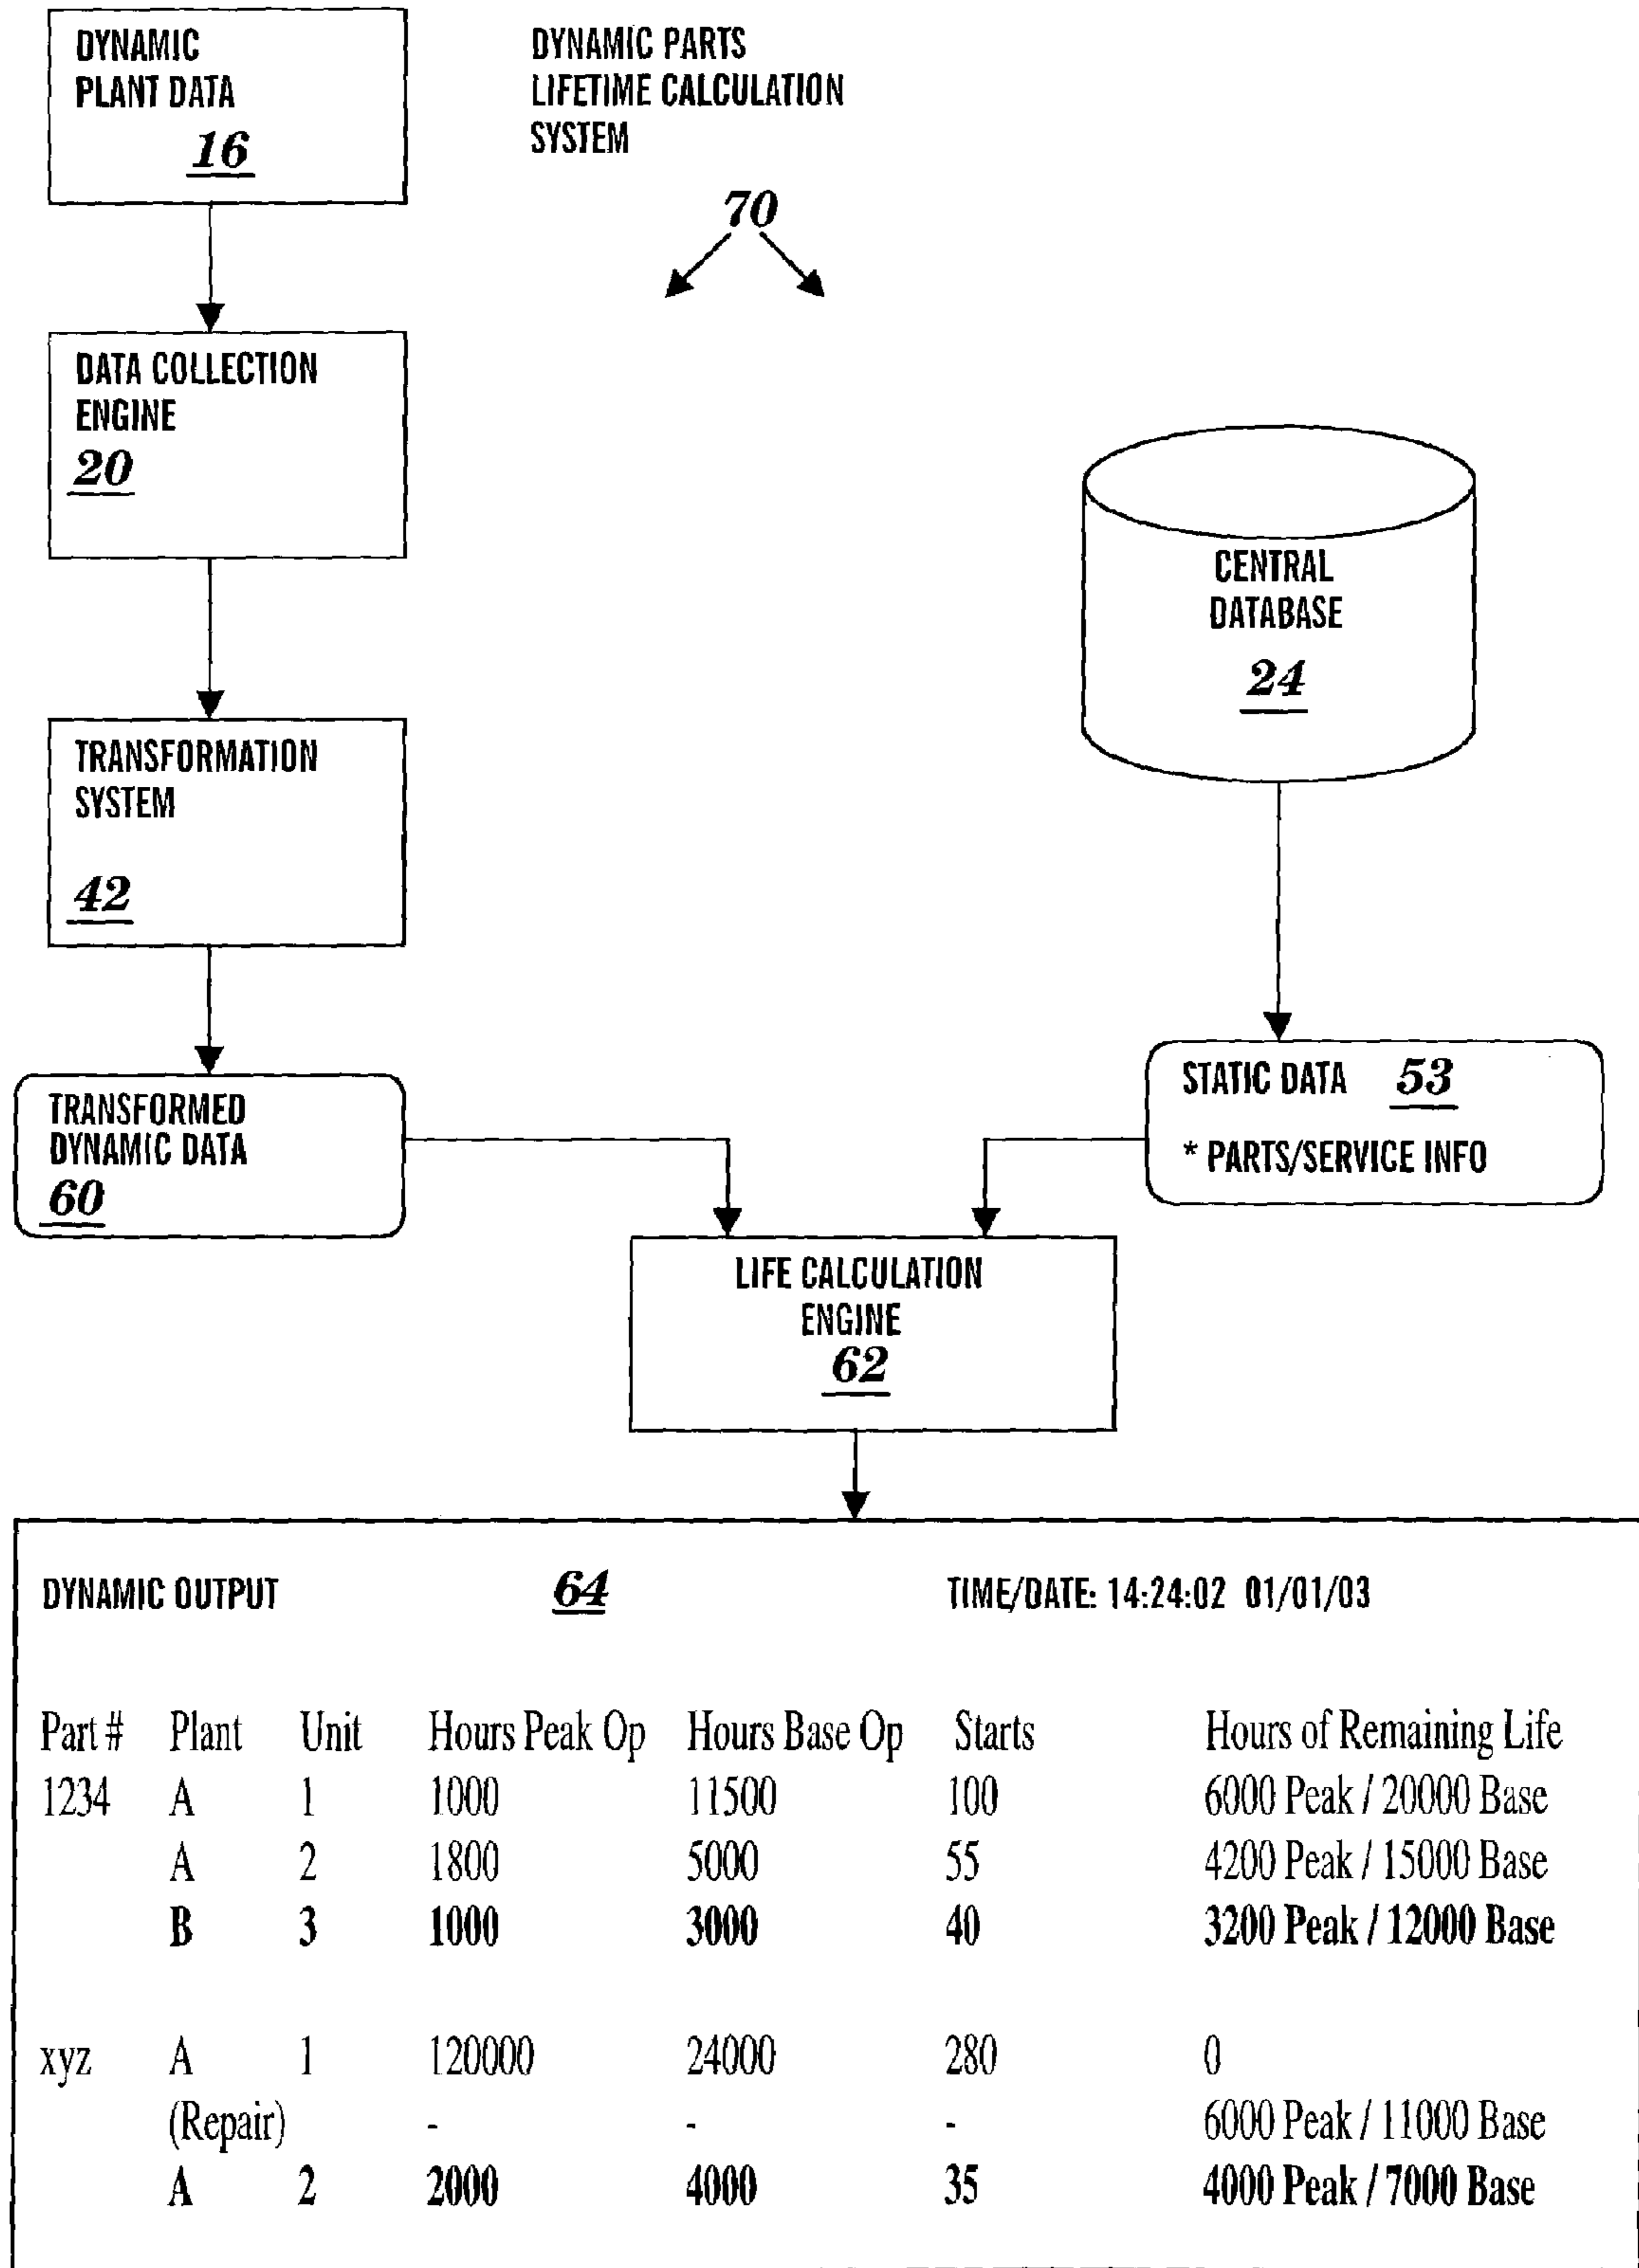 DYNAMIC
PLANT DATA
16
DYNAMIC PARTS
LIFETIME CALCULATION
SYSTEM
70
DATA COLLECTION
ENGINE
20
CENTRAL
DATABASE
24
TRANSFORMATION
SYSTEM
42
STATIC DATA 53
* PARTS/SERVICE INFO
TRANSFORMED
DYNAMIC DATA
60
LIFE CALCULATION
ENGINE
62
DYNAMIC OUTPUT 64 TIME/DATE: 14:24:02 01/01/03
Part # Plant Unit Hours Peak Op Hours Base Op Starts Hours of Remaining Life
1234 A 1 1000 11500 100 6000 Peak / 20000 Base
A 2 1800 5000 55 4200 Peak / 15000 Base
B 3 1000 3000 40 3200 Peak / 12000 Base
xyz A 1 120000 24000 280 0
(Repair) - - - 6000 Peak / 11000 Base
A 2 2000 4000 35 4000 Peak / 7000 Base